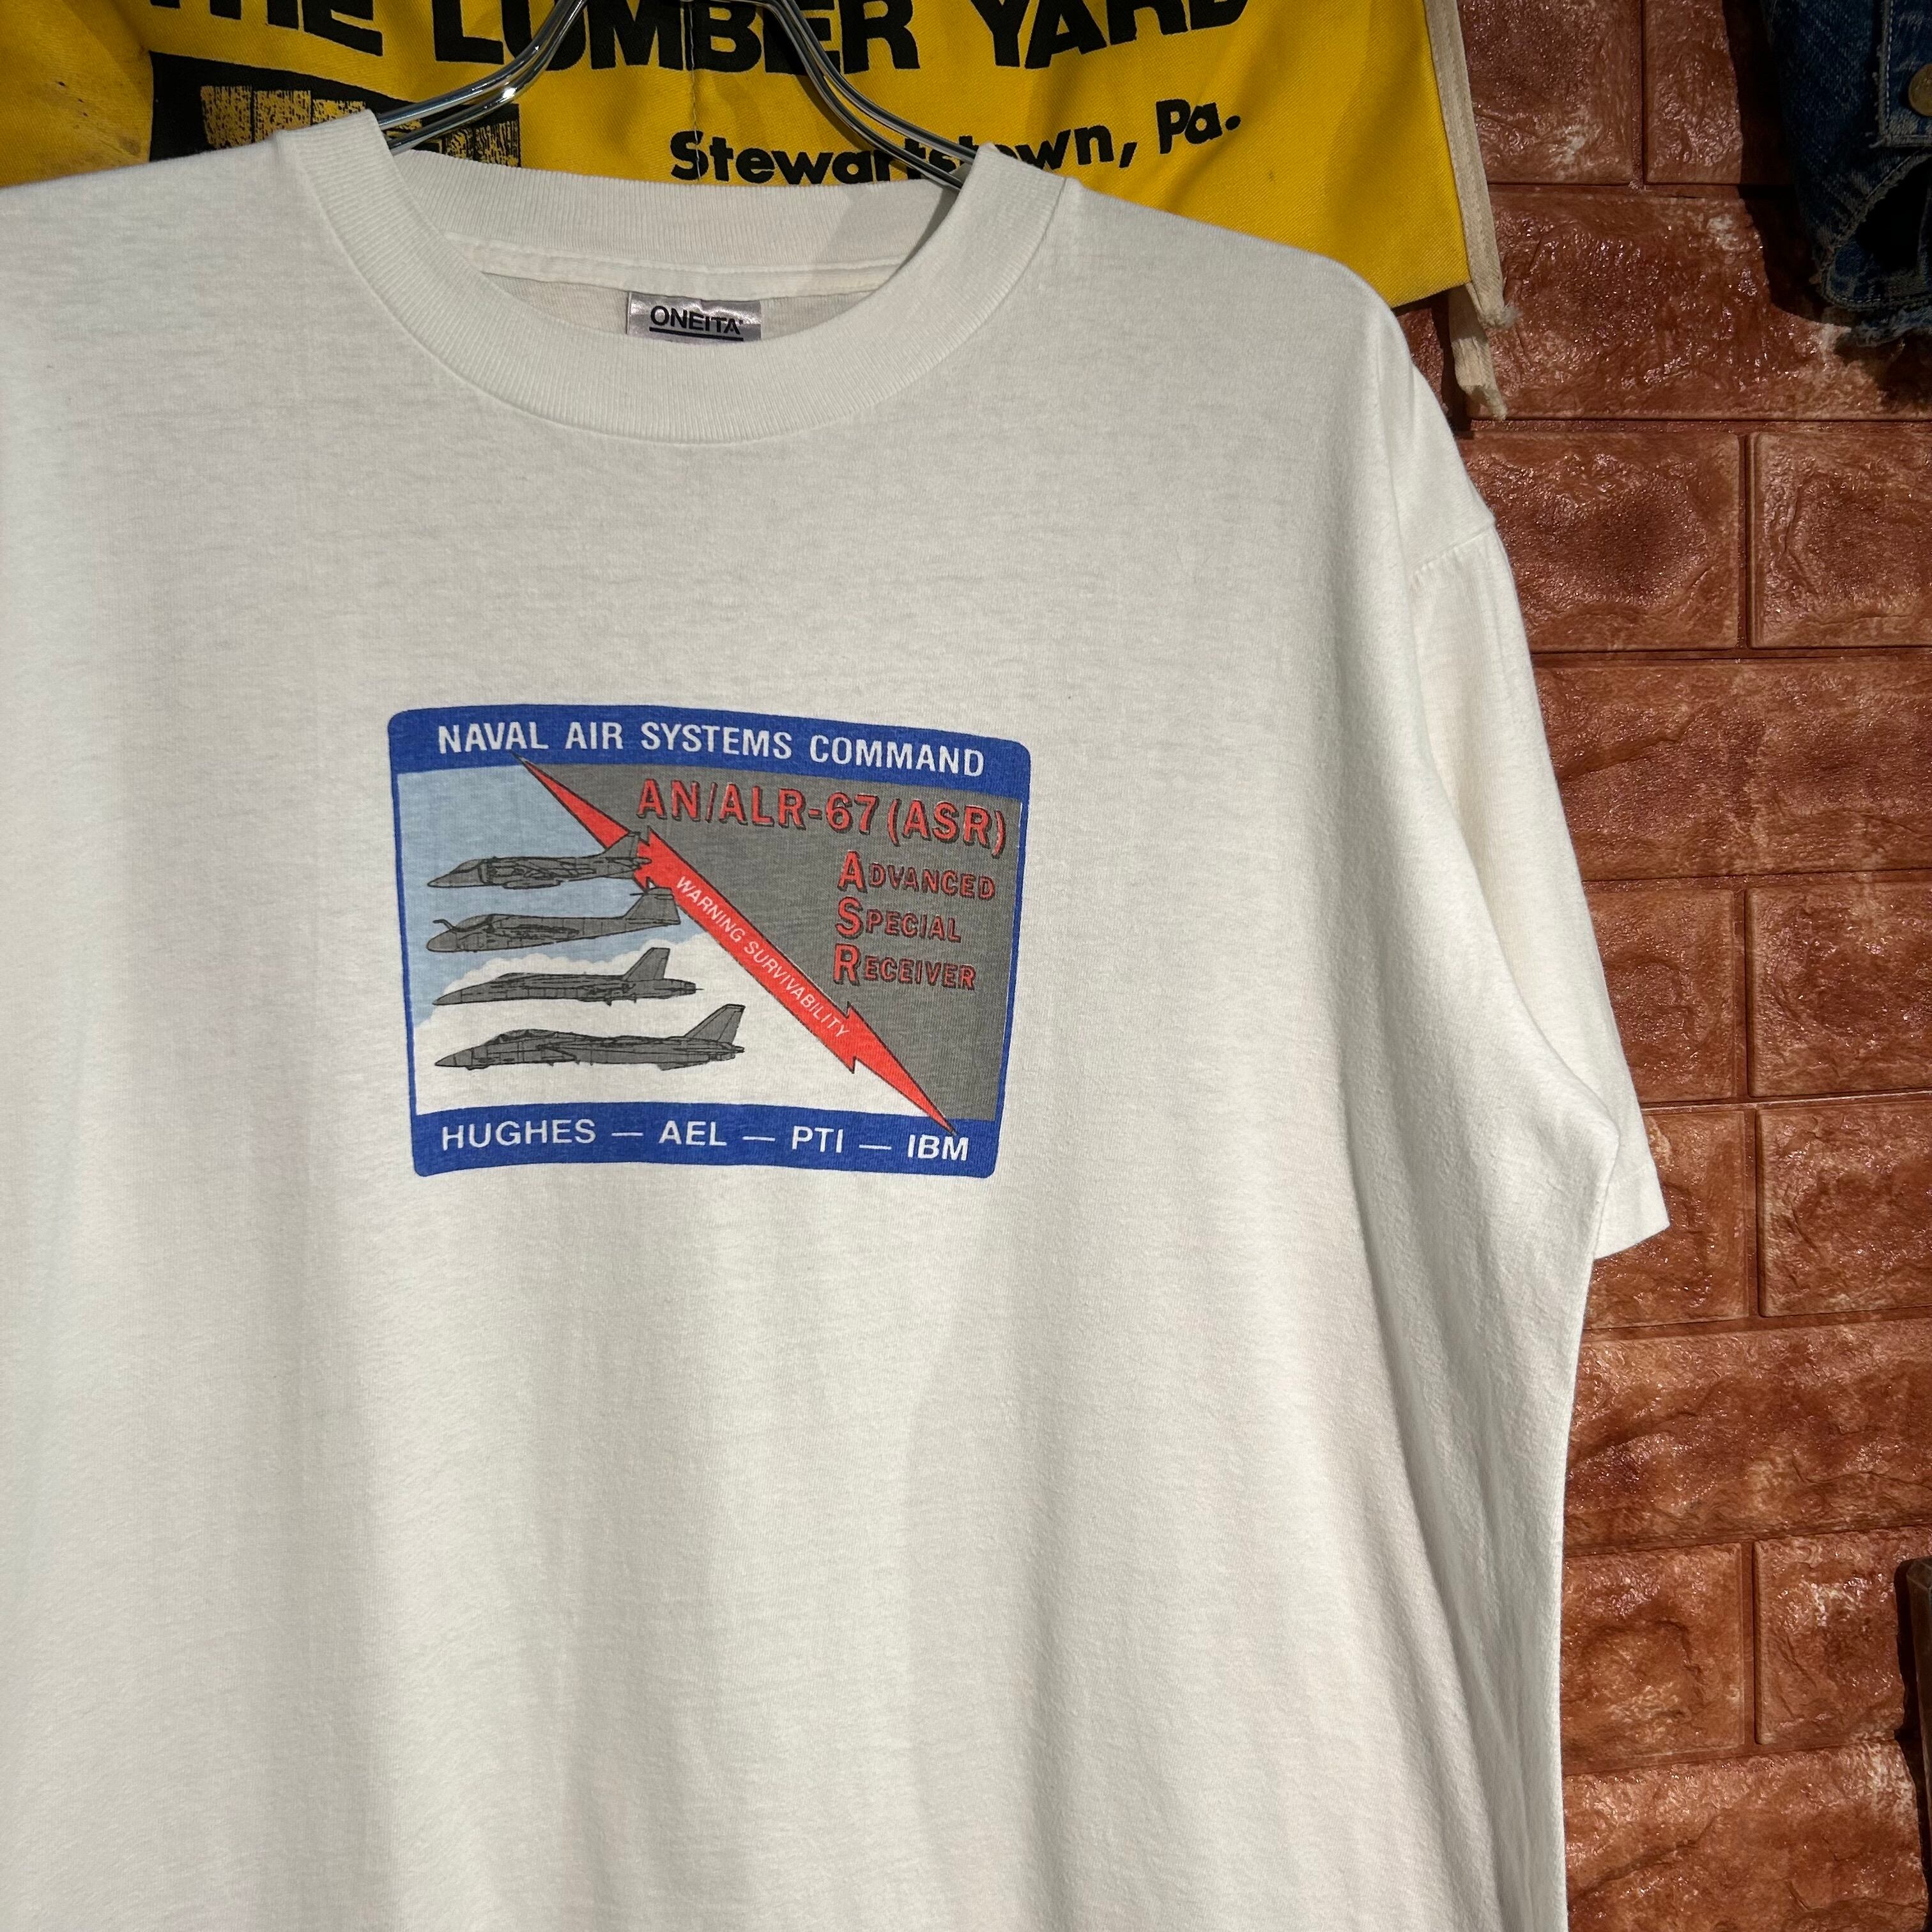 THE LUMBER YARD
Stewartstown, Pa.
ONEITA
NAVAL AIR SYSTEMS COMMAND
AN/ALR-67 (ASR)
ADVANCED
SPECIAL
RECEIVER
WARNING SURVIVABILITY
HUGHES — AEL — PTI — IBM